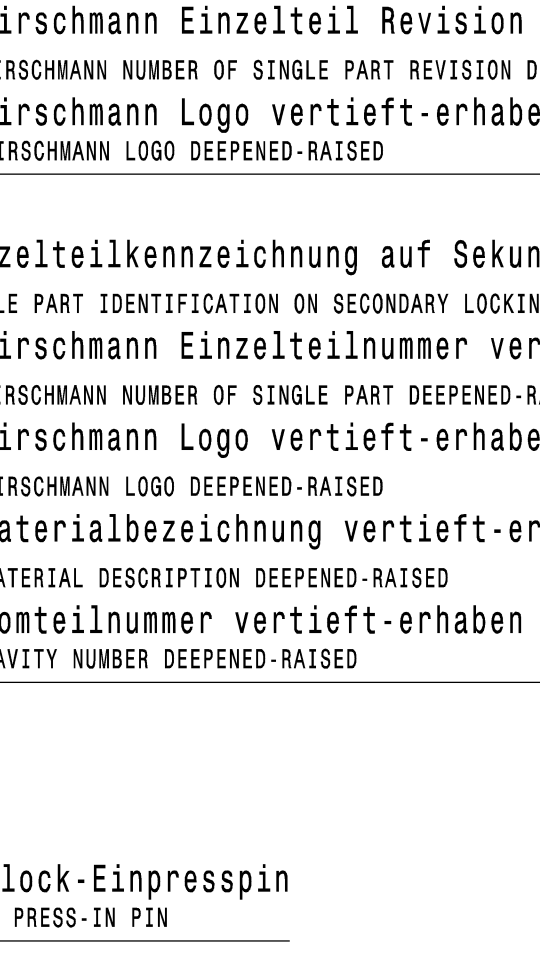 irschmann Einzelteil Revision
IRSCHMANN NUMBER OF SINGLE PART REVISION D
irschmann Logo vertieft-erhabe
IRSCHMANN LOGO DEEPENED-RAISED
zelteilkennzeichnung auf Sekun
LE PART IDENTIFICATION ON SECONDARY LOCKIN
irschmann Einzelteilnummer ver
IRSCHMANN NUMBER OF SINGLE PART DEEPENED-RA
irschmann Logo vertieft-erhabe
IRSCHMANN LOGO DEEPENED-RAISED
aterialbezeichnung vertieft-er
ATERIAL DESCRIPTION DEEPENED-RAISED
omteilnummer vertieft-erhaben
AVITY NUMBER DEEPENED-RAISED
lock-Einpresspin
PRESS-IN PIN